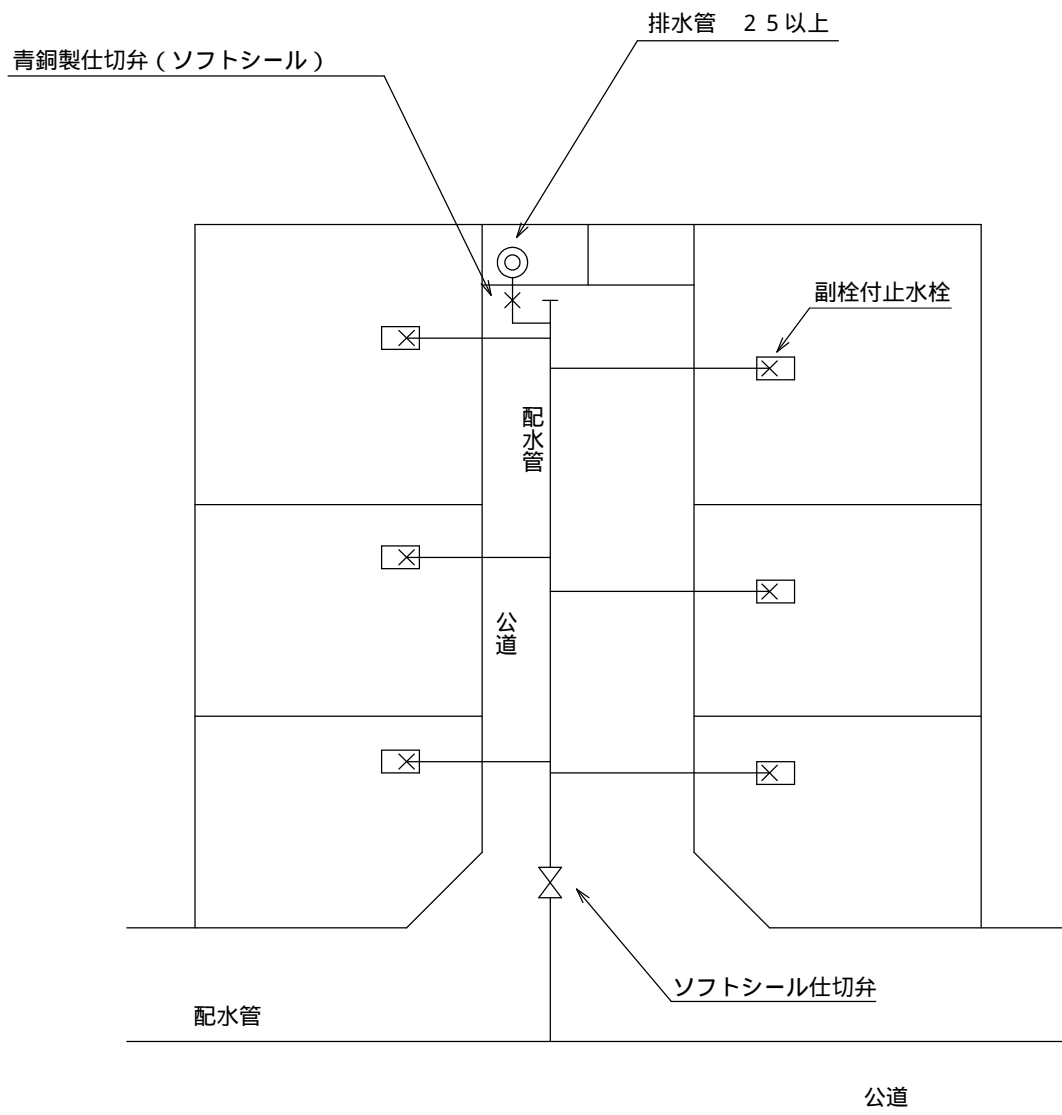 排水管　２５以上
青銅製仕切弁（ソフトシール）
副栓付止水栓
配水管
公道
ソフトシール仕切弁
配水管
公道